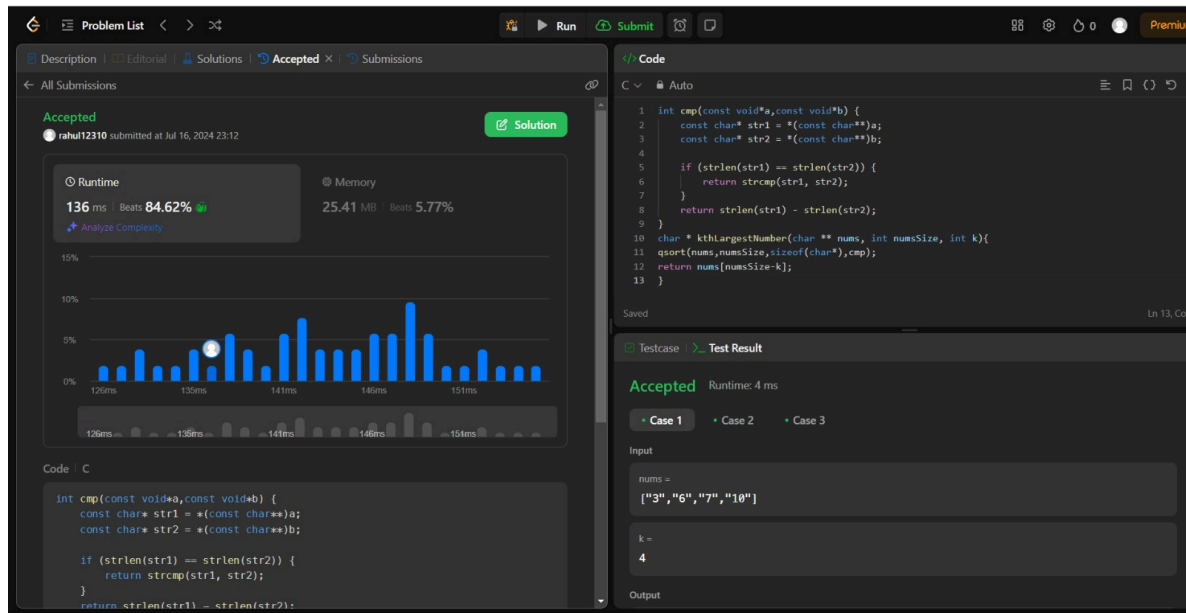 Problem List
Run
Submit
0
Premiu
Description
Editorial
Solutions
Accepted
Submissions
All Submissions
Accepted
rahul12310 submitted at Jul 16, 2024 23:12
Solution
Runtime
136 ms | Beats 84.62%
Analyze Complexity
Memory
25.41 MB | Beats 5.77%
15%
10%
5%
0%
126ms 135ms 141ms 146ms 151ms
126ms 135ms 141ms 146ms 151ms
Code | C
int cmp(const void*a,const void*b) {
const char* str1 = *(const char**)a;
const char* str2 = *(const char**)b;
if (strlen(str1) == strlen(str2)) {
return strcmp(str1, str2);
}
return strlen(str1) - strlen(str2);
</> Code
C
Auto
1 int cmp(const void*a,const void*b) {
2 const char* str1 = *(const char**)a;
3 const char* str2 = *(const char**)b;
4
5 if (strlen(str1) == strlen(str2)) {
6 return strcmp(str1, str2);
7 }
8 return strlen(str1) - strlen(str2);
9 }
10 char * kthLargestNumber(char ** nums, int numsSize, int k){
11 qsort(nums,numsSize,sizeof(char*),cmp);
12 return nums[numsSize-k];
13 }
Saved
Ln 13, Co
Testcase
>_ Test Result
Accepted Runtime: 4 ms
• Case 1 • Case 2 • Case 3
Input
nums =
["3","6","7","10"]
k =
4
Output